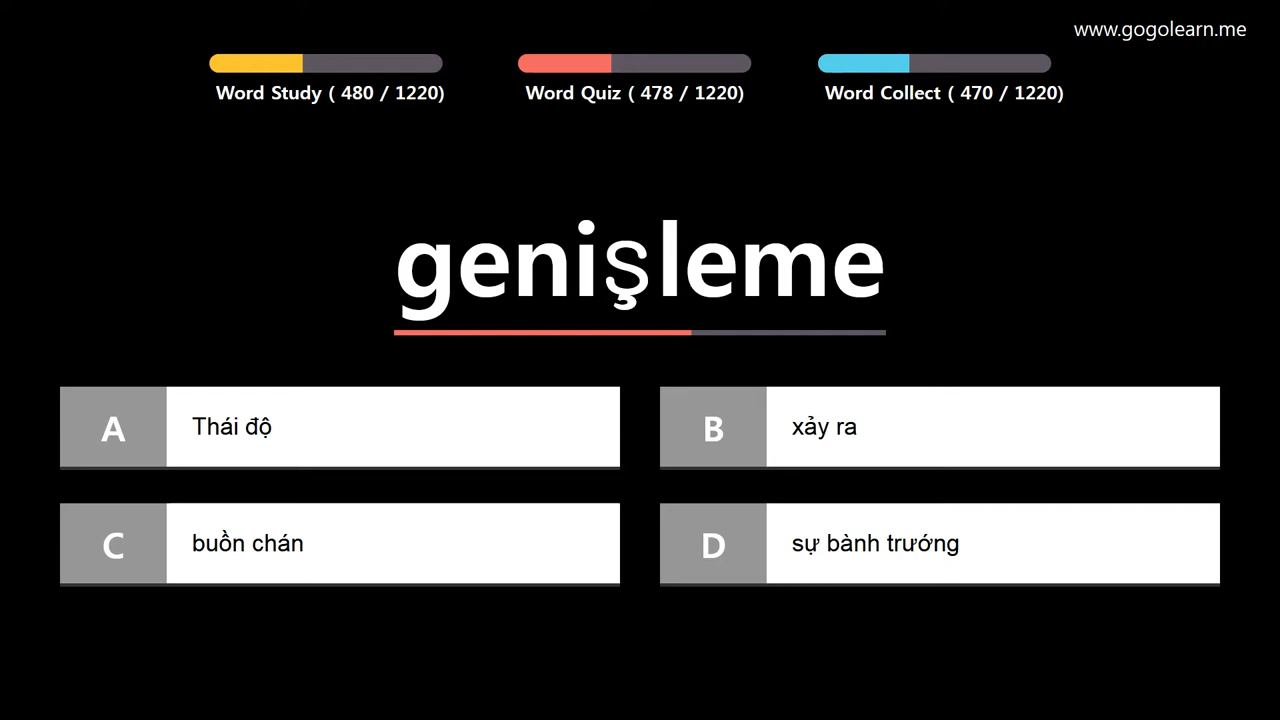 www.gogolearn.me
Word Study ( 480 / 1220)
Word Quiz ( 478 / 1220)
Word Collect ( 470 / 1220)
genişleme
A Thái độ
B xảy ra
C buồn chán
D sự bành trướng